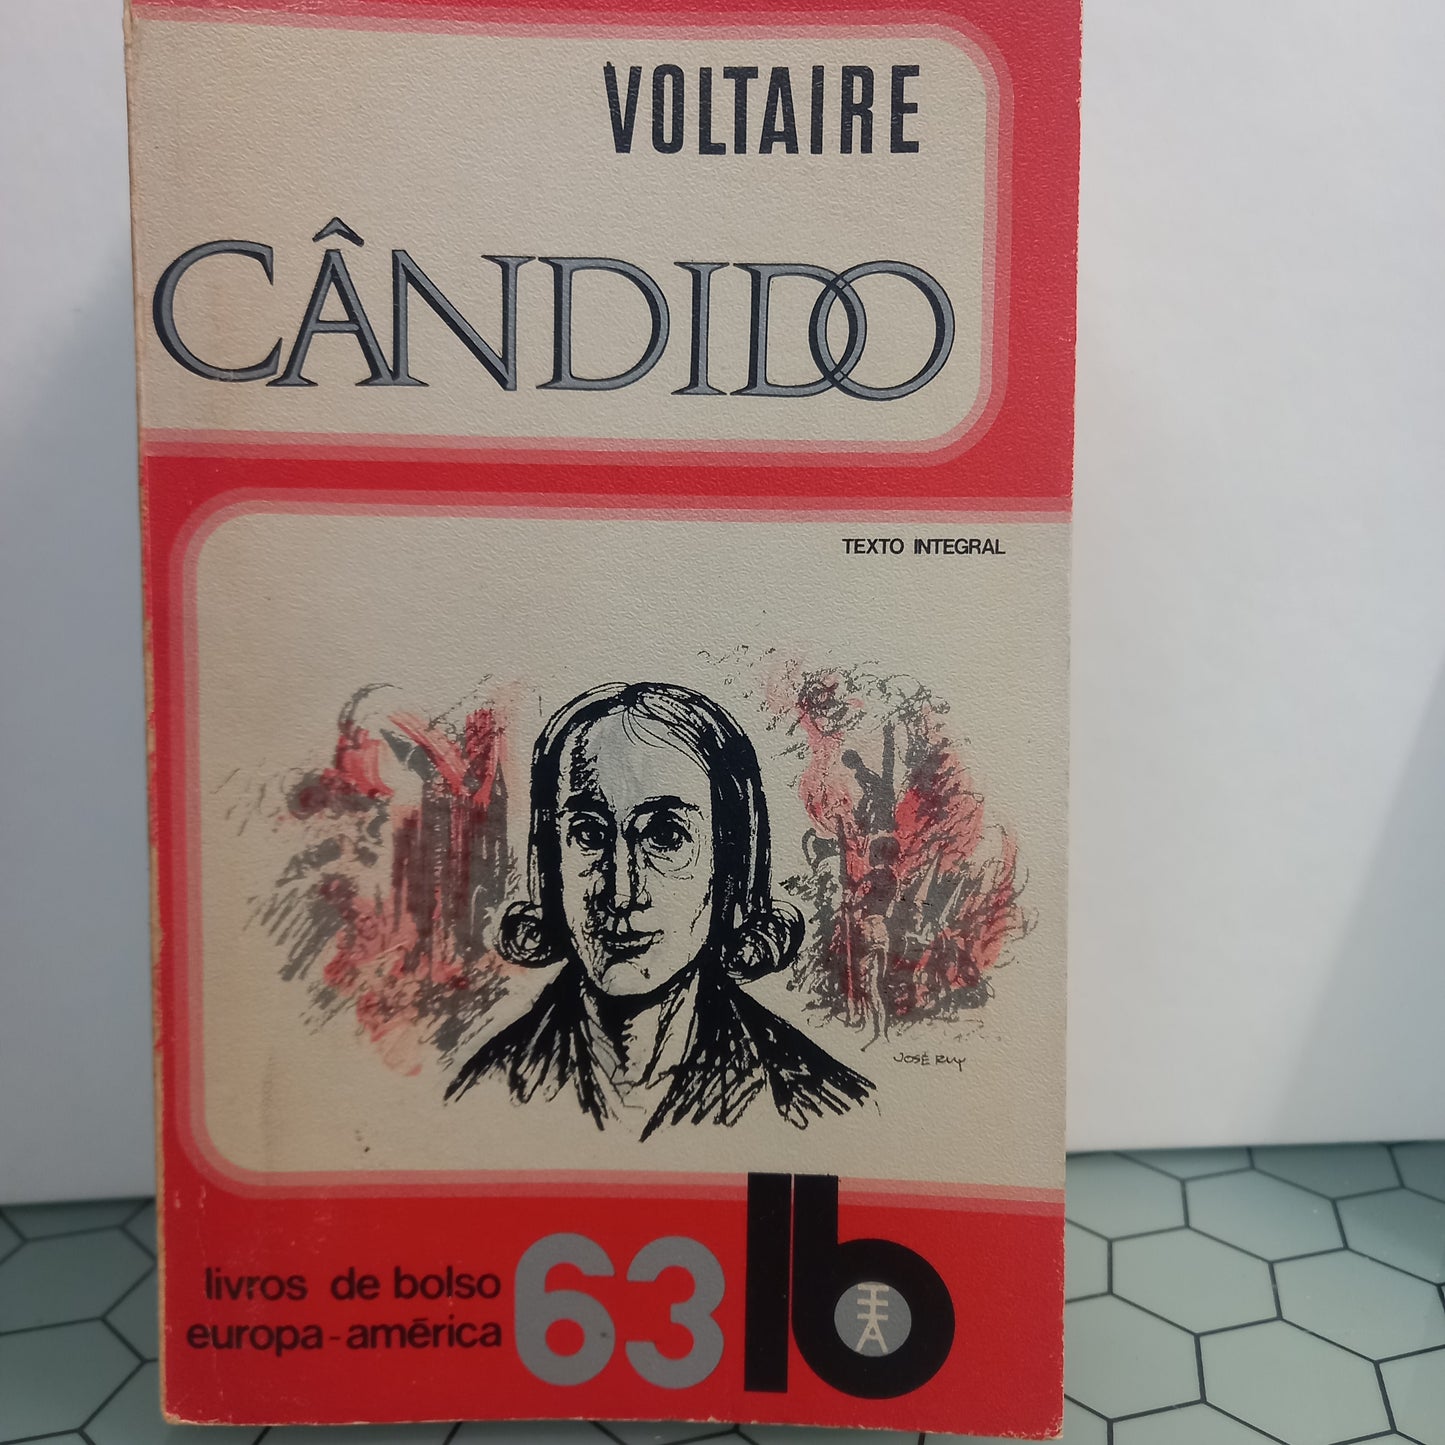 VOLTAIRE
CÂNDIDO
TEXTO INTEGRAL
JOSÉ RUY
livros de bolso
europa-américa
63
lb